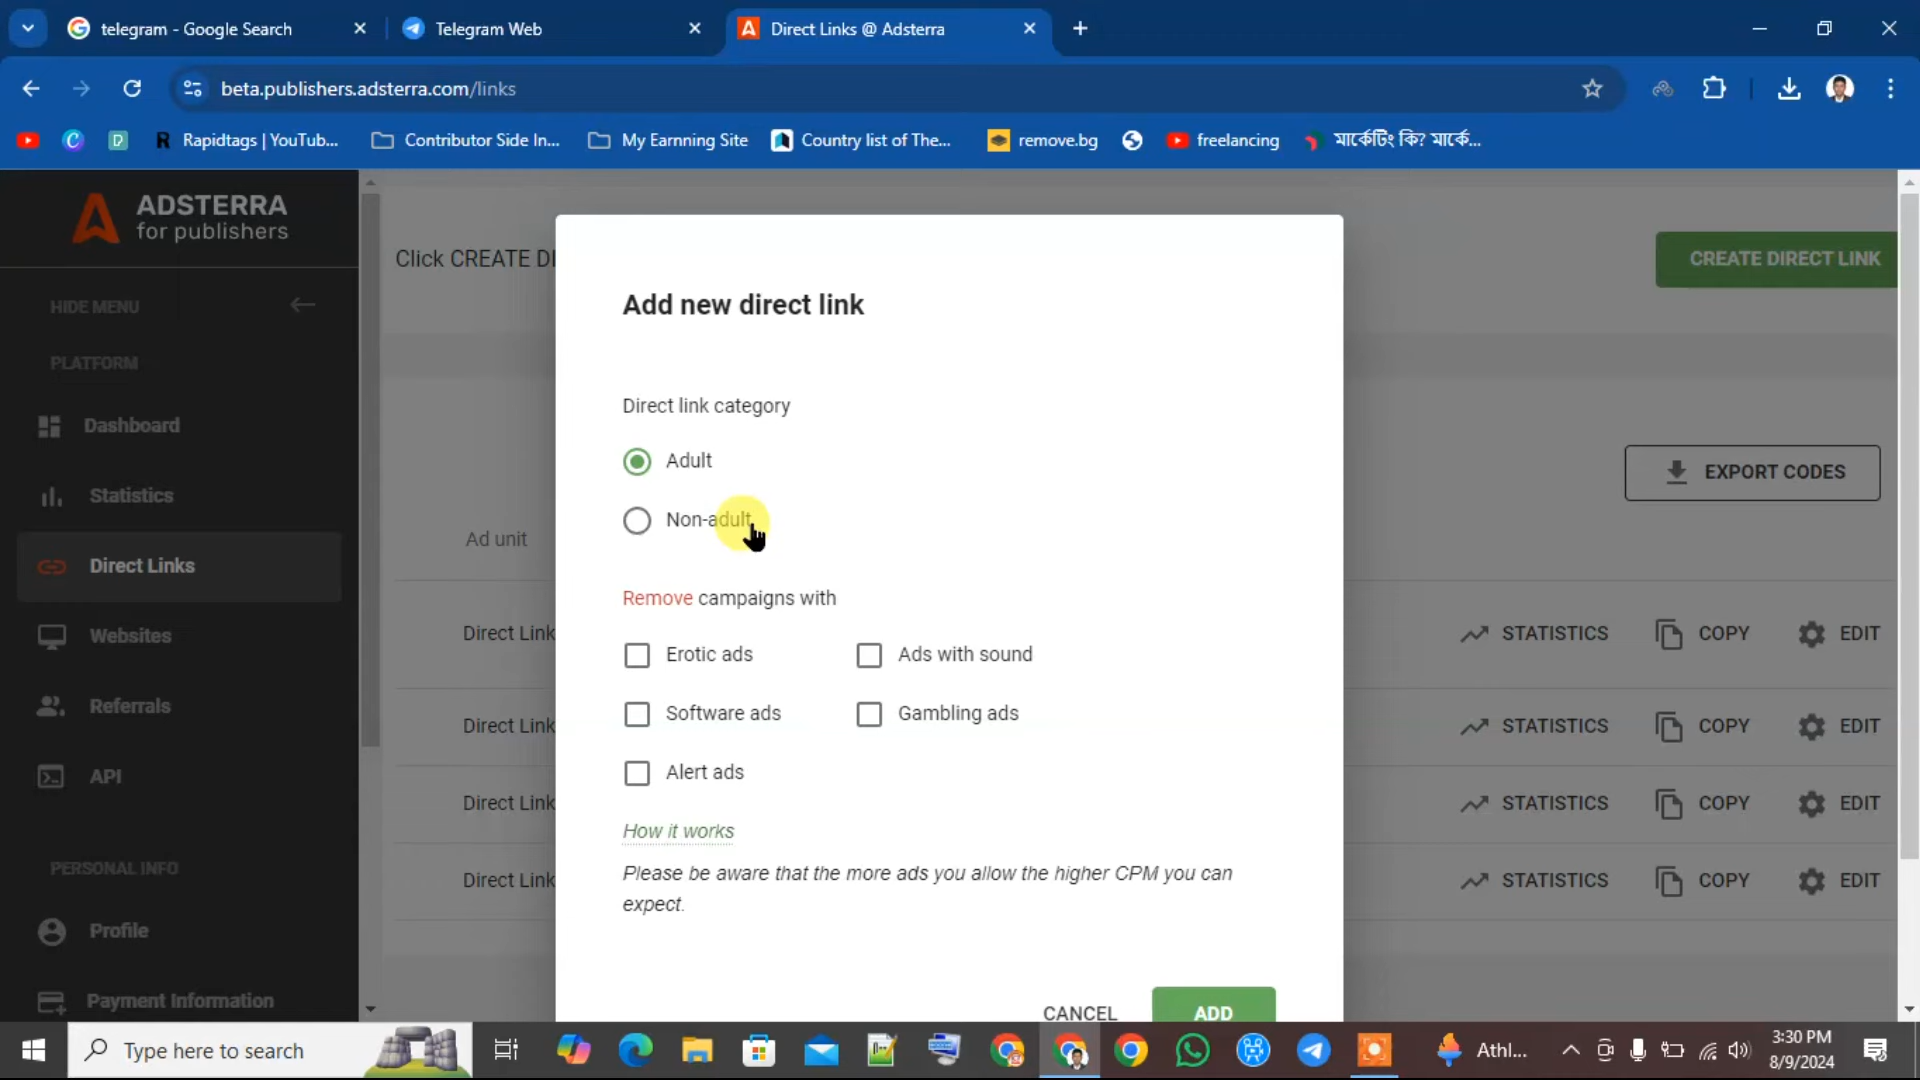 telegram - Google Search
Telegram Web
Direct Links @ Adsterra
beta.publishers.adsterra.com/links
Rapidtags | YouTub...
Contributor Side In...
My Earnning Site
Country list of The...
remove.bg
freelancing
মার্কেটিং কি? মার্কে...
ADSTERRA
for publishers
HIDE MENU
PLATFORM
Dashboard
Statistics
Direct Links
Websites
Referrals
API
PERSONAL INFO
Profile
Payment Information
Click CREATE DI
CREATE DIRECT LINK
EXPORT CODES
Ad unit
Direct Link STATISTICS COPY EDIT
Direct Link STATISTICS COPY EDIT
Direct Link STATISTICS COPY EDIT
Direct Link STATISTICS COPY EDIT
Add new direct link
Direct link category
Adult
Non-adult
Remove campaigns with
Erotic ads
Ads with sound
Software ads
Gambling ads
Alert ads
How it works
Please be aware that the more ads you allow the higher CPM you can
expect.
CANCEL
ADD
Type here to search
Athl...
3:30 PM
8/9/2024